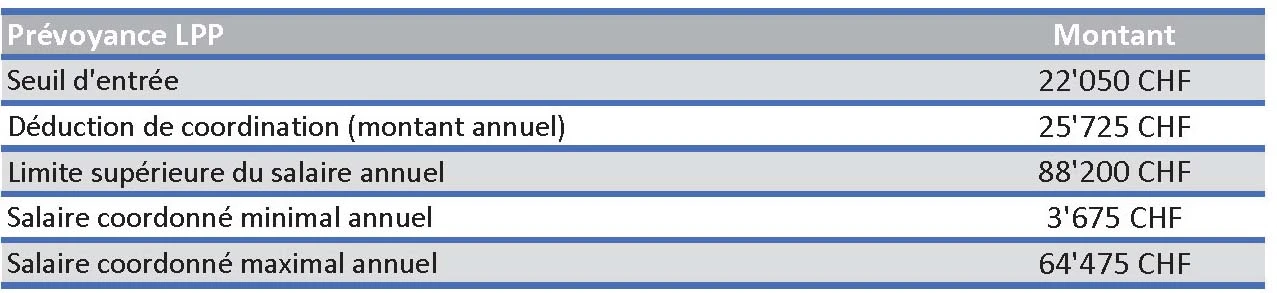 Prévoyance LPP Montant
Seuil d'entrée 22'050 CHF
Déduction de coordination (montant annuel) 25'725 CHF
Limite supérieure du salaire annuel 88'200 CHF
Salaire coordonné minimal annuel 3'675 CHF
Salaire coordonné maximal annuel 64'475 CHF